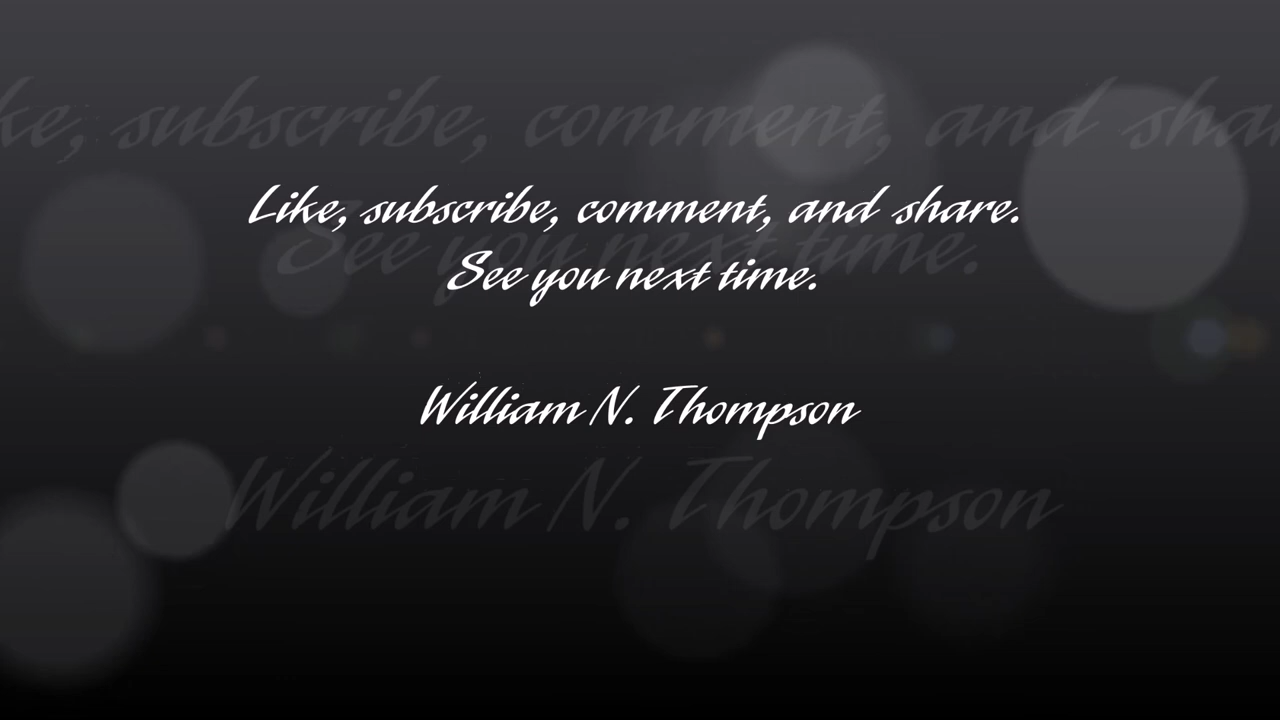 Like, subscribe, comment, and share.
See you next time.
William N. Thompson